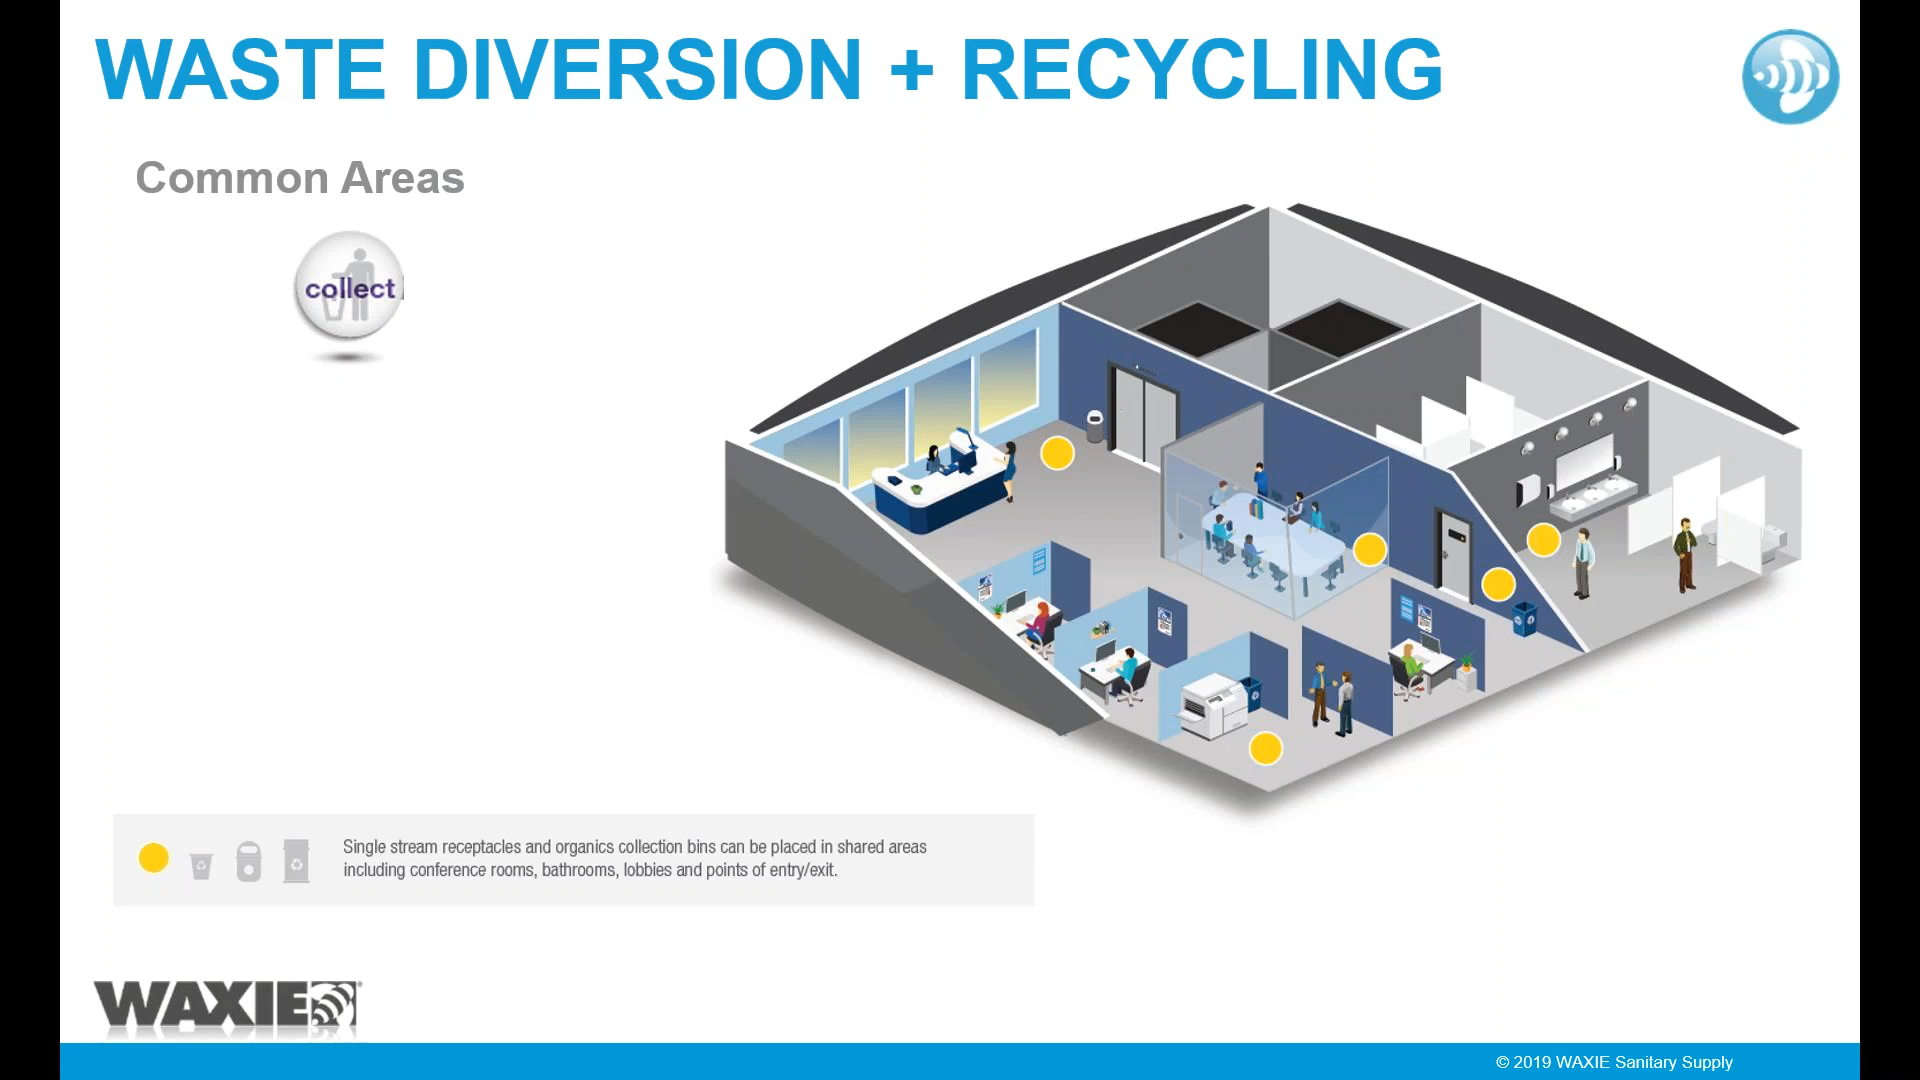 WASTE DIVERSION + RECYCLING
Common Areas
collect
Single stream receptacles and organics collection bins can be placed in shared areas
including conference rooms, bathrooms, lobbies and points of entry/exit.
WAXIE
© 2019 WAXIE Sanitary Supply